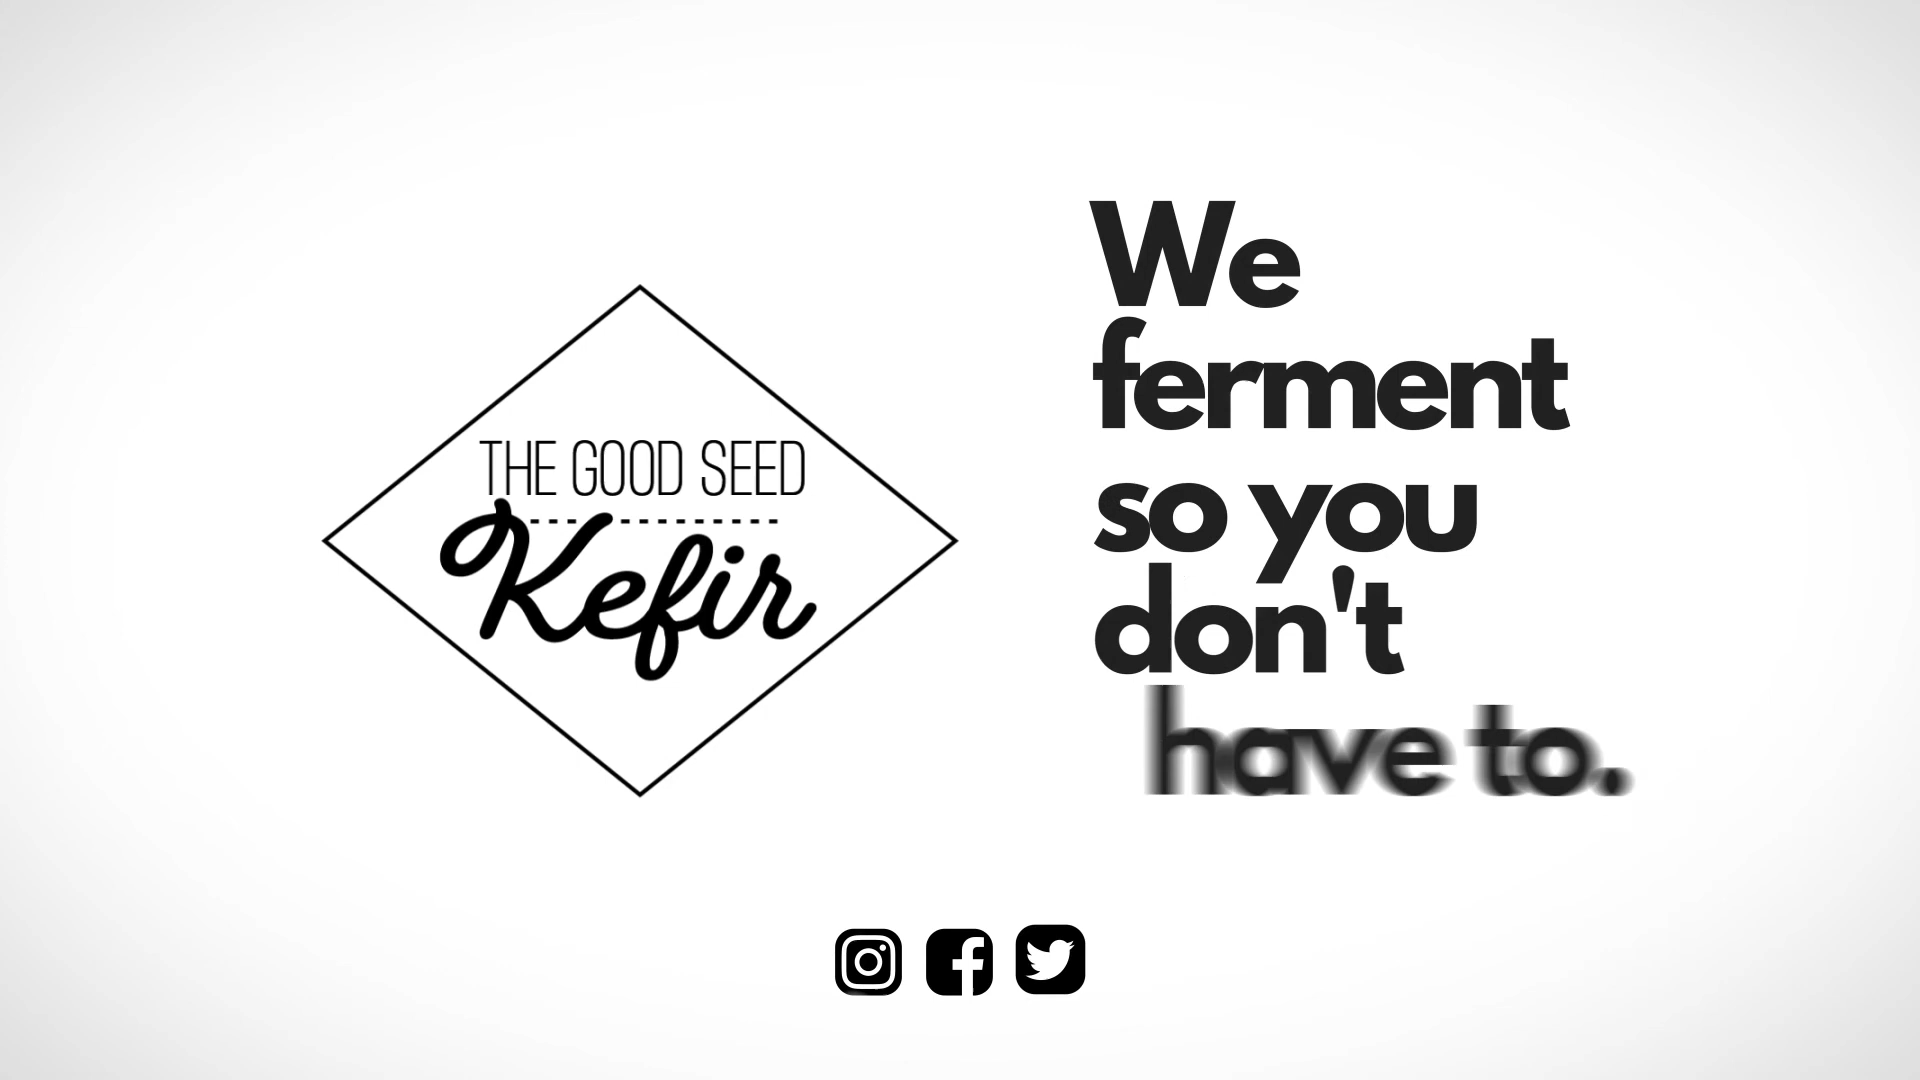 THE GOOD SEED
Kefir
We
ferment
so you
don't
have to.